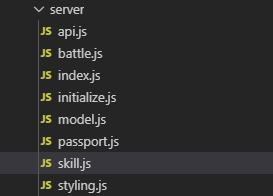 server
JS api.js
JS battle.js
JS index.js
JS initialize.js
JS model.js
JS passport.js
JS skill.js
JS styling.js